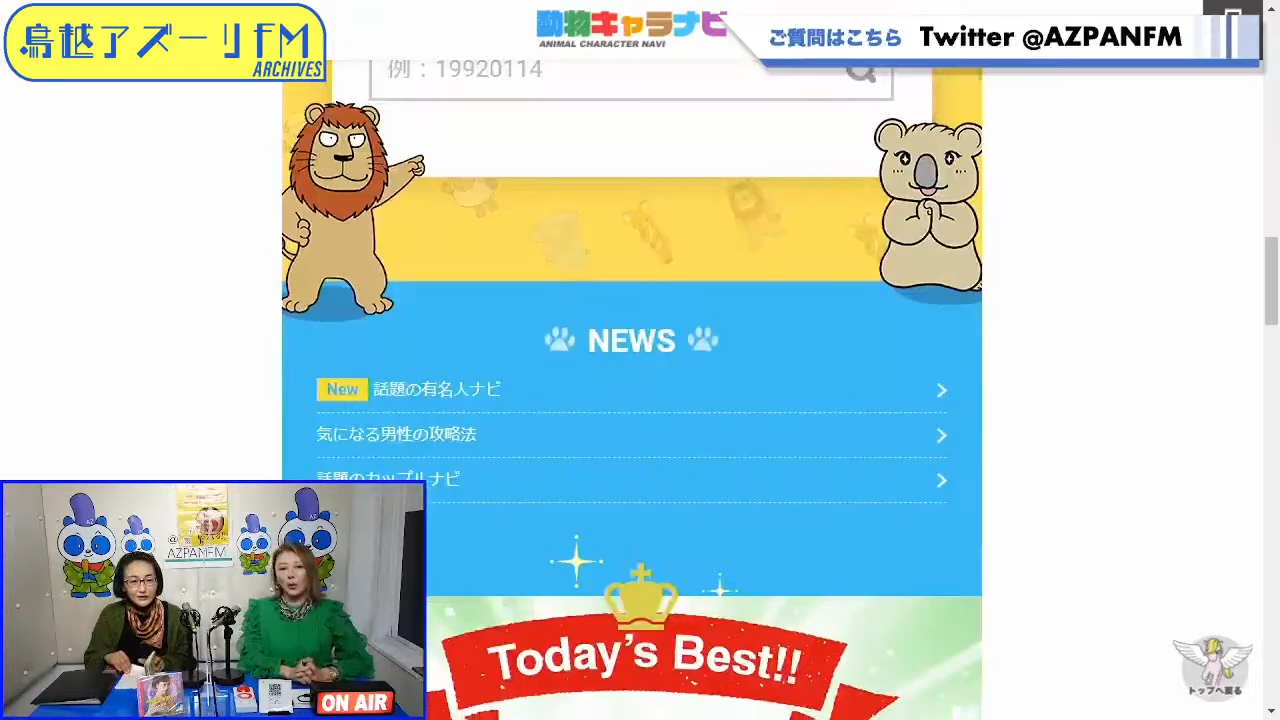 鳥越アズーリFM
ARCHIVES
動物キャラナビ
ANIMAL CHARACTER NAVI
ご質問はこちら Twitter @AZPANFM
例：19920114
NEWS
New 話題の有名人ナビ
気になる男性の攻略法
話題のカップルナビ
Today's Best!!
AZPANFM
AZ
ON AIR
トップへ戻る